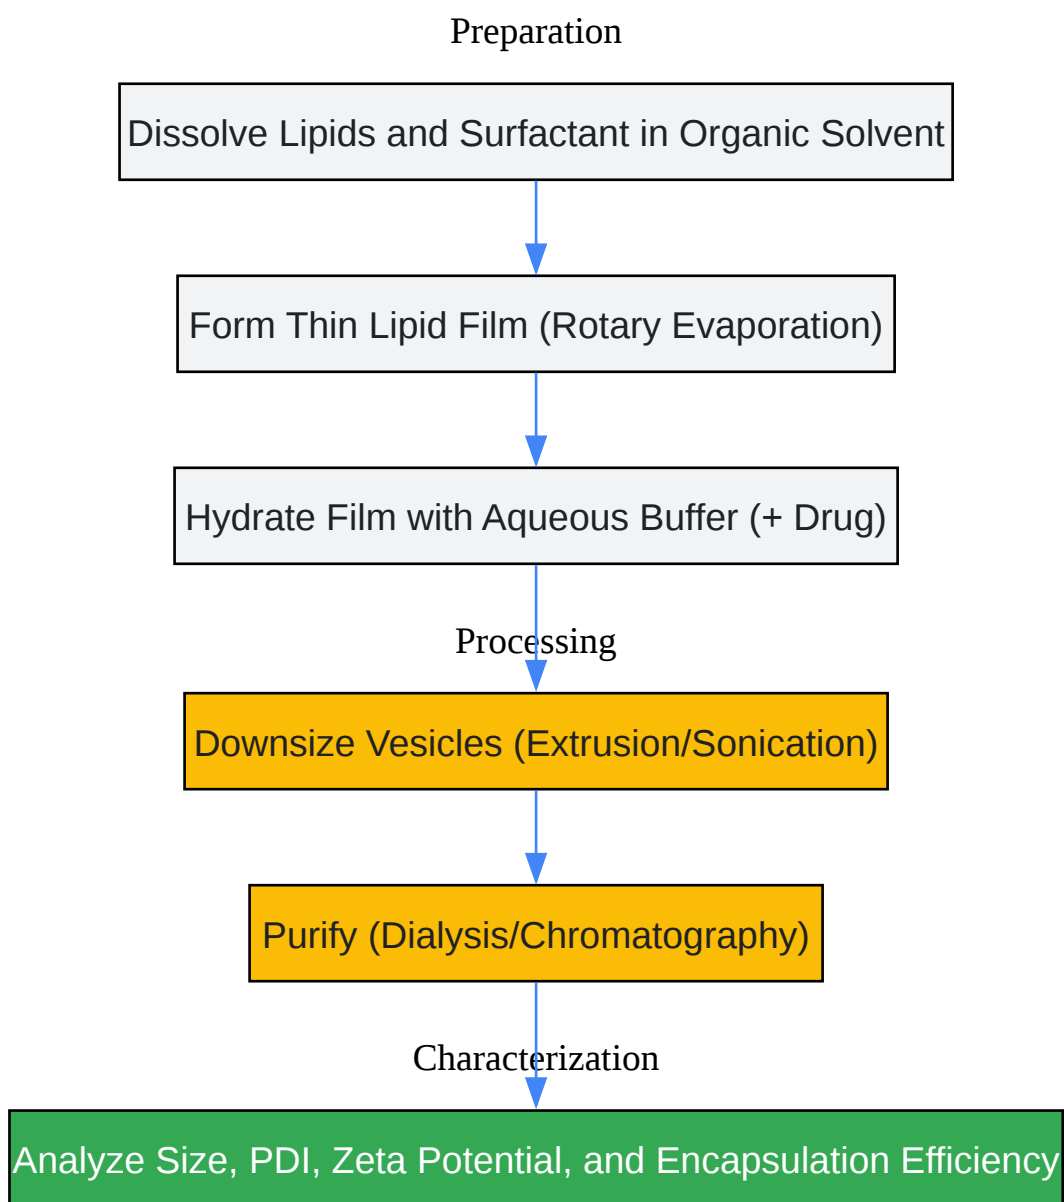 Preparation
Dissolve Lipids and Surfactant in Organic Solvent
Form Thin Lipid Film (Rotary Evaporation)
Hydrate Film with Aqueous Buffer (+ Drug)
Processing
Downsize Vesicles (Extrusion/Sonication)
Purify (Dialysis/Chromatography)
Characterization
Analyze Size, PDI, Zeta Potential, and Encapsulation Efficiency